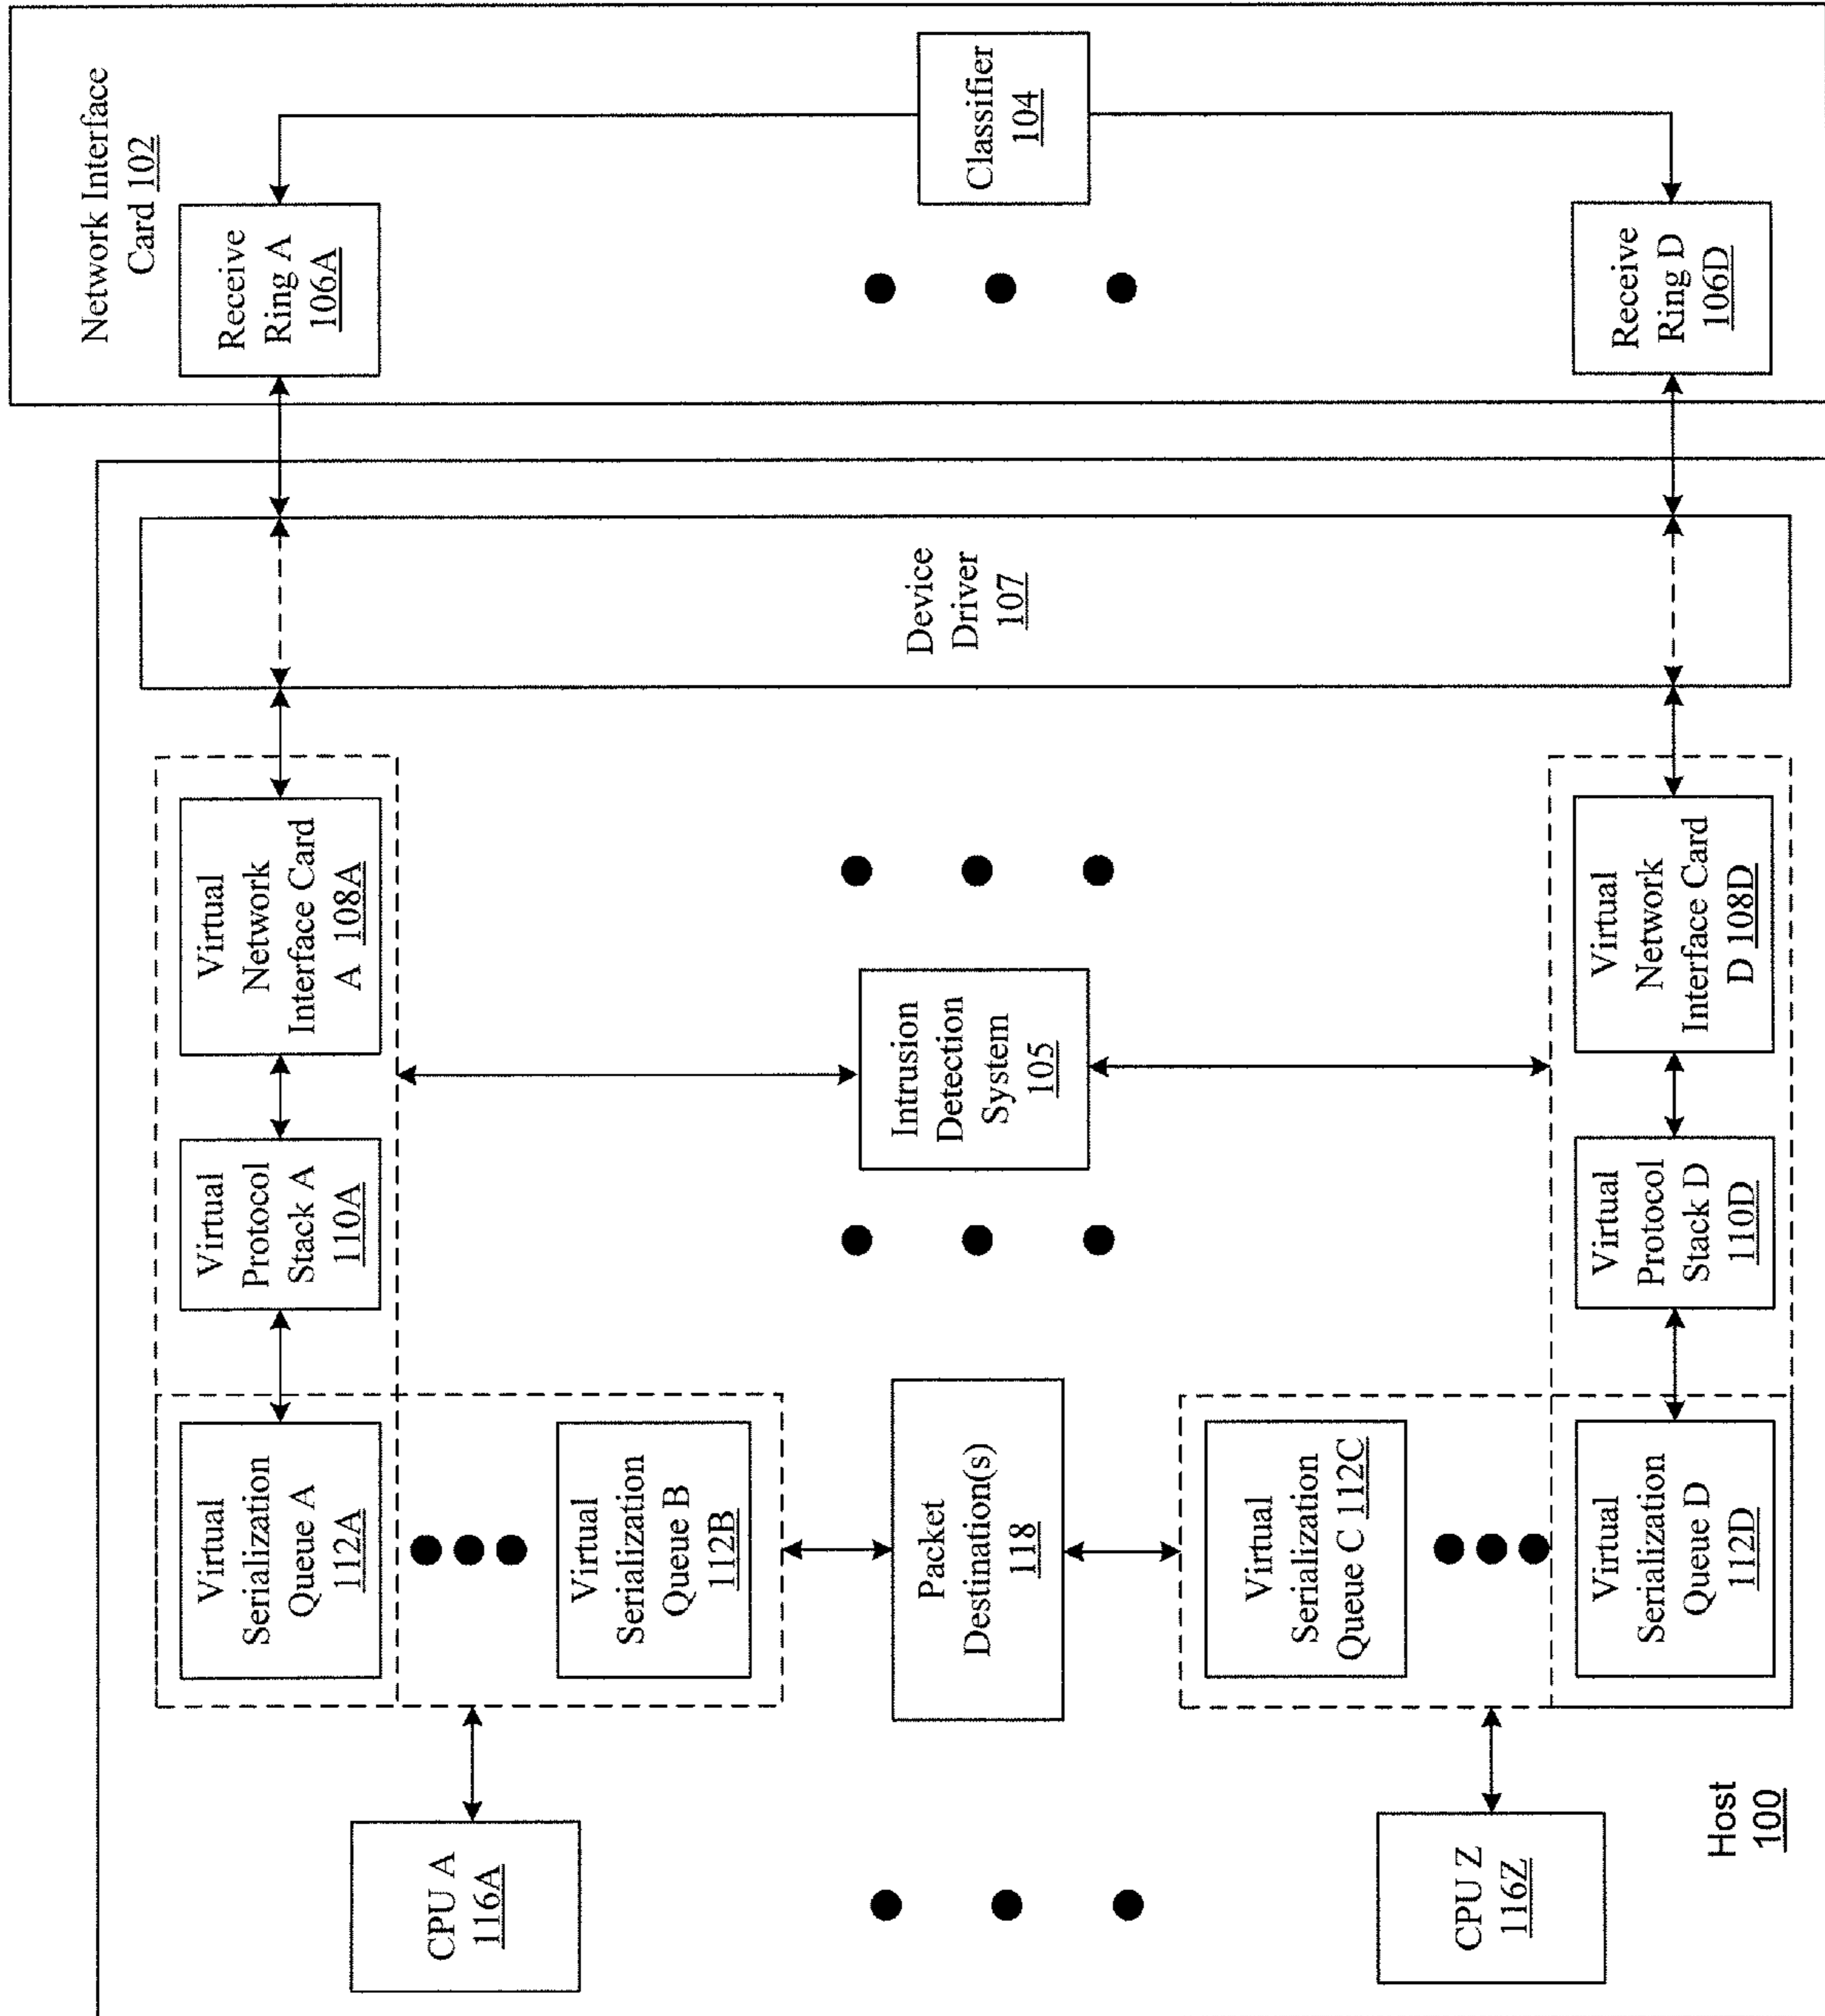 Network Interface
Card 102
Virtual
Serialization
Queue A
112A
Virtual
Protocol
Stack A
110A
Virtual
Network
Interface Card
A 108A
Receive
Ring A
106A
CPU A
116A
Virtual
Serialization
Queue B
112B
Packet
Destination(s)
118
Intrusion
Detection
System
105
Device
Driver
107
Classifier
104
Virtual
Serialization
Queue C 112C
CPU Z
116Z
Virtual
Serialization
Queue D
112D
Virtual
Protocol
Stack D
110D
Virtual
Network
Interface Card
D 108D
Receive
Ring D
106D
Host
100